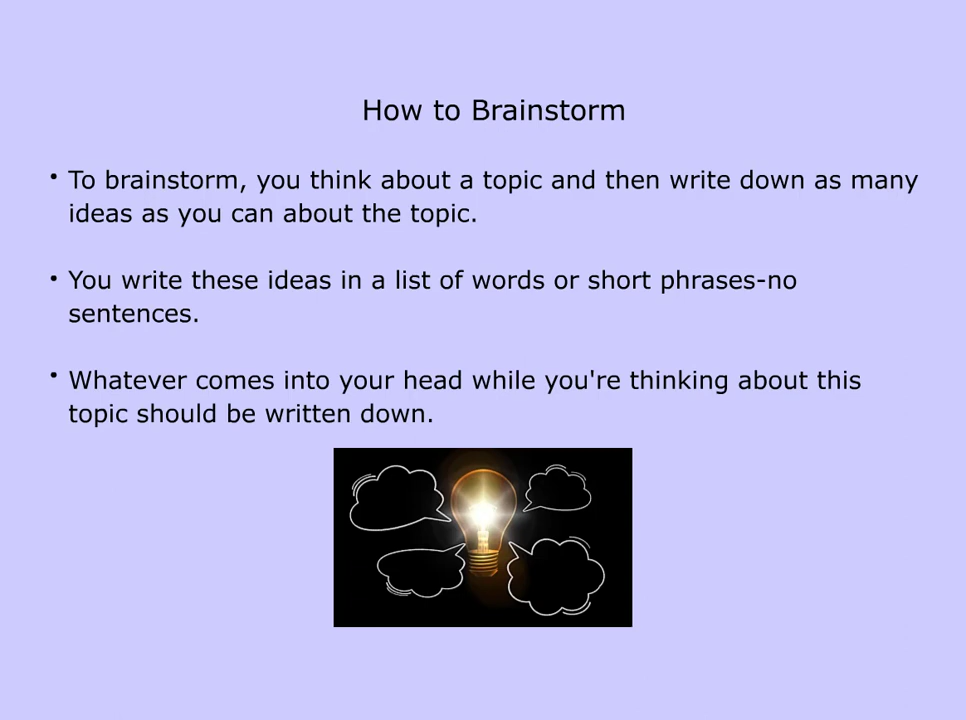 How to Brainstorm
• To brainstorm, you think about a topic and then write down as many
ideas as you can about the topic.
• You write these ideas in a list of words or short phrases-no
sentences.
• Whatever comes into your head while you're thinking about this
topic should be written down.